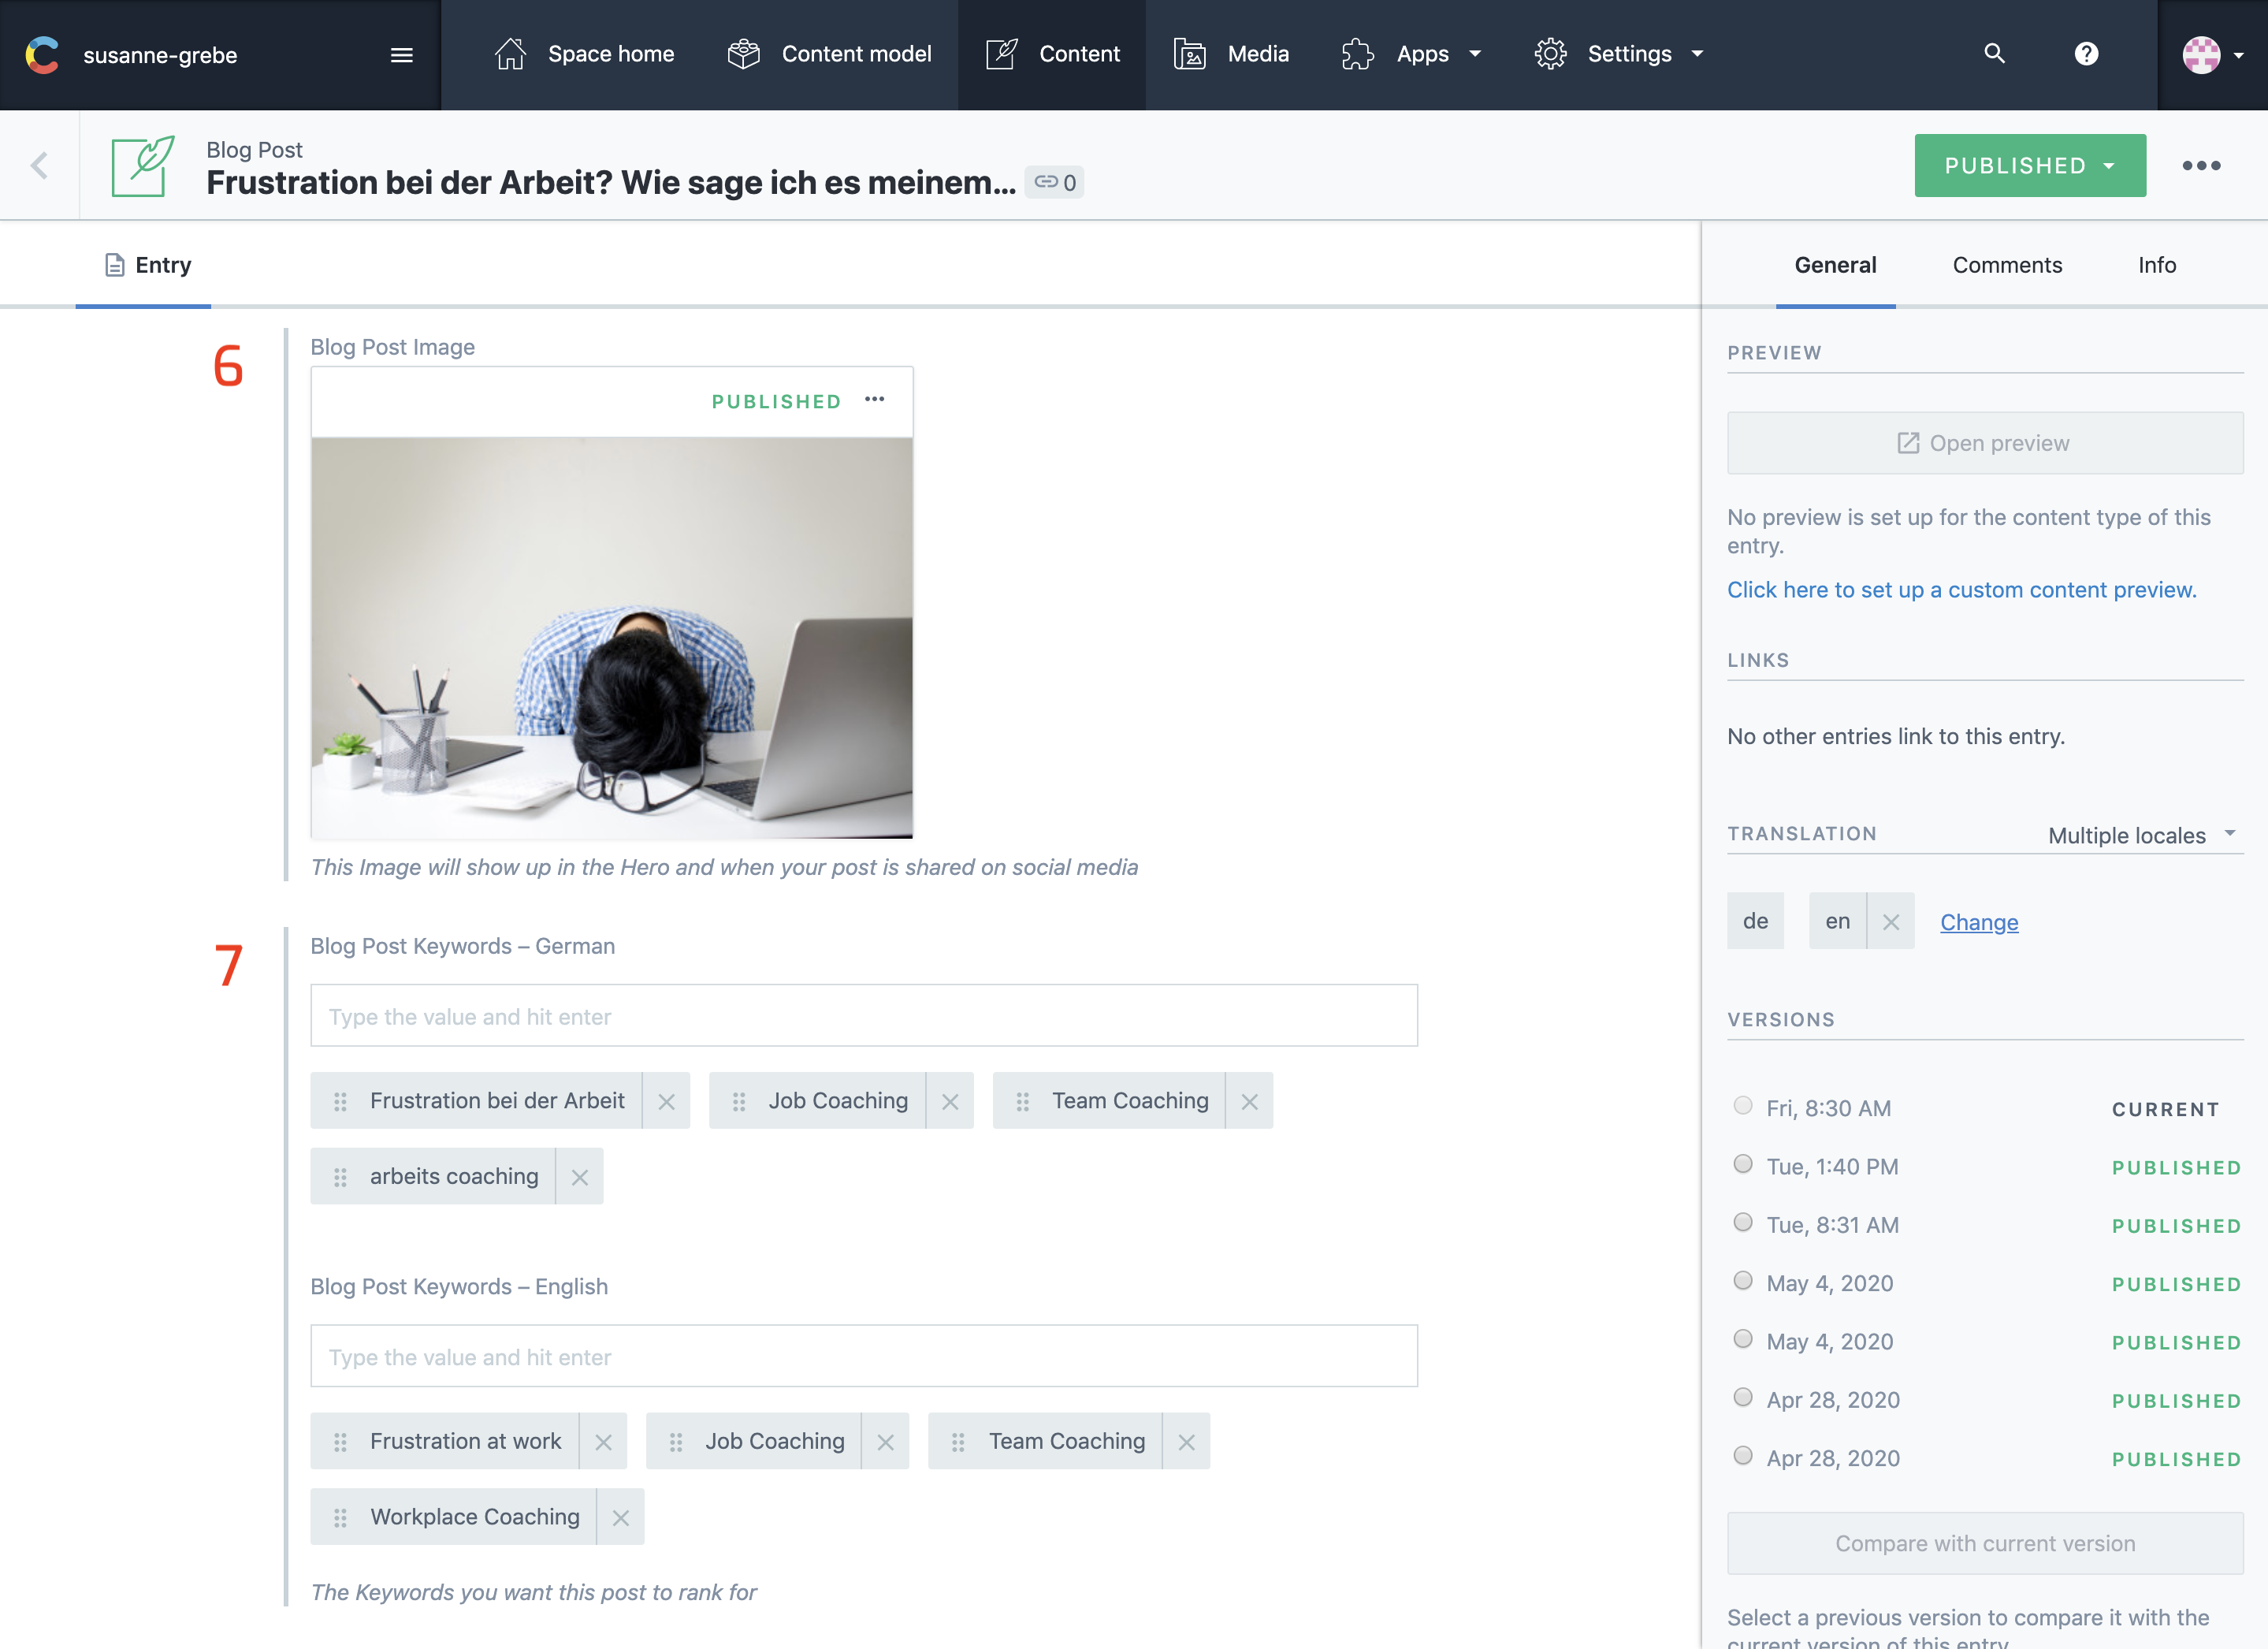 susanne-grebe
Space home
Content model
Content
Media
Apps
Settings
Blog Post
Frustration bei der Arbeit? Wie sage ich es meinem...
0
PUBLISHED
Entry
General
Comments
Info
6
Blog Post Image
PUBLISHED
This Image will show up in the Hero and when your post is shared on social media
7
Blog Post Keywords – German
Type the value and hit enter
Frustration bei der Arbeit
Job Coaching
Team Coaching
arbeits coaching
Blog Post Keywords – English
Type the value and hit enter
Frustration at work
Job Coaching
Team Coaching
Workplace Coaching
The Keywords you want this post to rank for
PREVIEW
Open preview
No preview is set up for the content type of this
entry.
Click here to set up a custom content preview.
LINKS
No other entries link to this entry.
TRANSLATION
Multiple locales
de
en
Change
VERSIONS
Fri, 8:30 AM CURRENT
Tue, 1:40 PM PUBLISHED
Tue, 8:31 AM PUBLISHED
May 4, 2020 PUBLISHED
May 4, 2020 PUBLISHED
Apr 28, 2020 PUBLISHED
Apr 28, 2020 PUBLISHED
Compare with current version
Select a previous version to compare it with the
current version of this entry